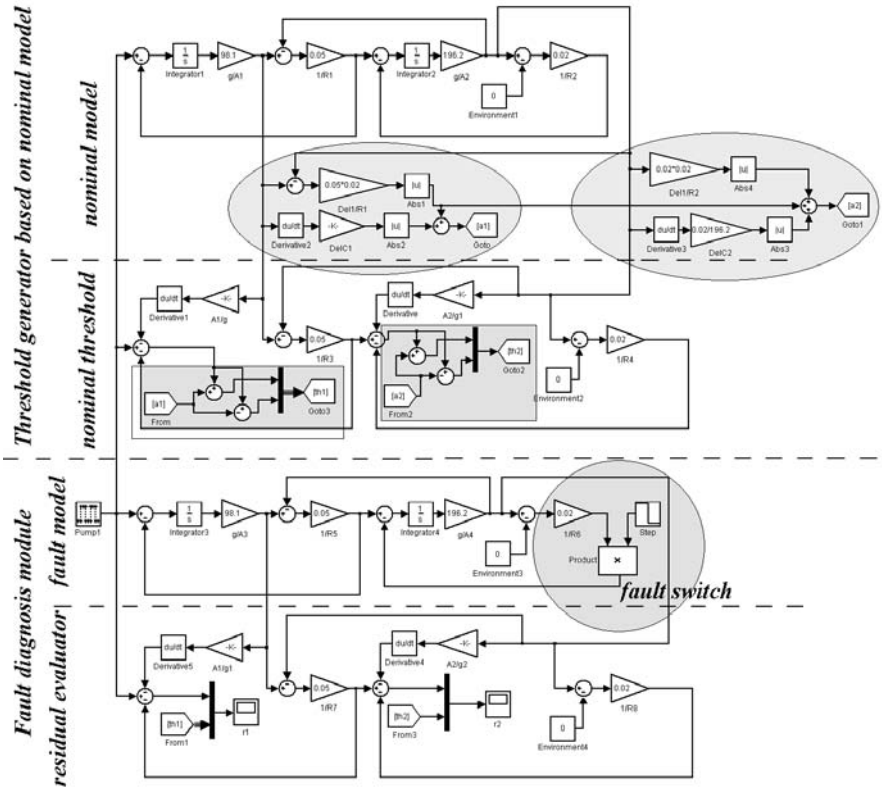 Threshold generator based on nominal model
nominal model
1
s
Integrator1
98.1
g/A1
0.05
1/R1
1
s
Integrator2
196.2
g/A2
0.02
1/R2
0
Environment1
0.05*0.02
Del1/R1
|u|
Abs1
du/dt
Derivative2
-K-
DelC1
|u|
Abs2
[a1]
Goto
0.02*0.02
Del1/R2
|u|
Abs4
du/dt
Derivative3
0.02/196.2
DelC2
|u|
Abs3
[a2]
Goto1
nominal threshold
du/dt
Derivative1
-K-
A1/g
0.05
1/R3
du/dt
Derivative
-K-
A2/g1
0.02
1/R4
0
Environment2
[a1]
From
[th1]
Goto3
[a2]
From2
[th2]
Goto2
Fault diagnosis module
fault model
Pump1
1
s
Integrator3
98.1
g/A3
0.05
1/R5
1
s
Integrator4
196.2
g/A4
0.02
1/R6
0
Environment3
Step
Product
×
fault switch
residual evaluator
du/dt
Derivative5
-K-
A1/g1
0.05
1/R7
du/dt
Derivative4
-K-
A2/g2
0.02
1/R8
0
Environment4
[th1]
From1
r1
[th2]
From3
r2